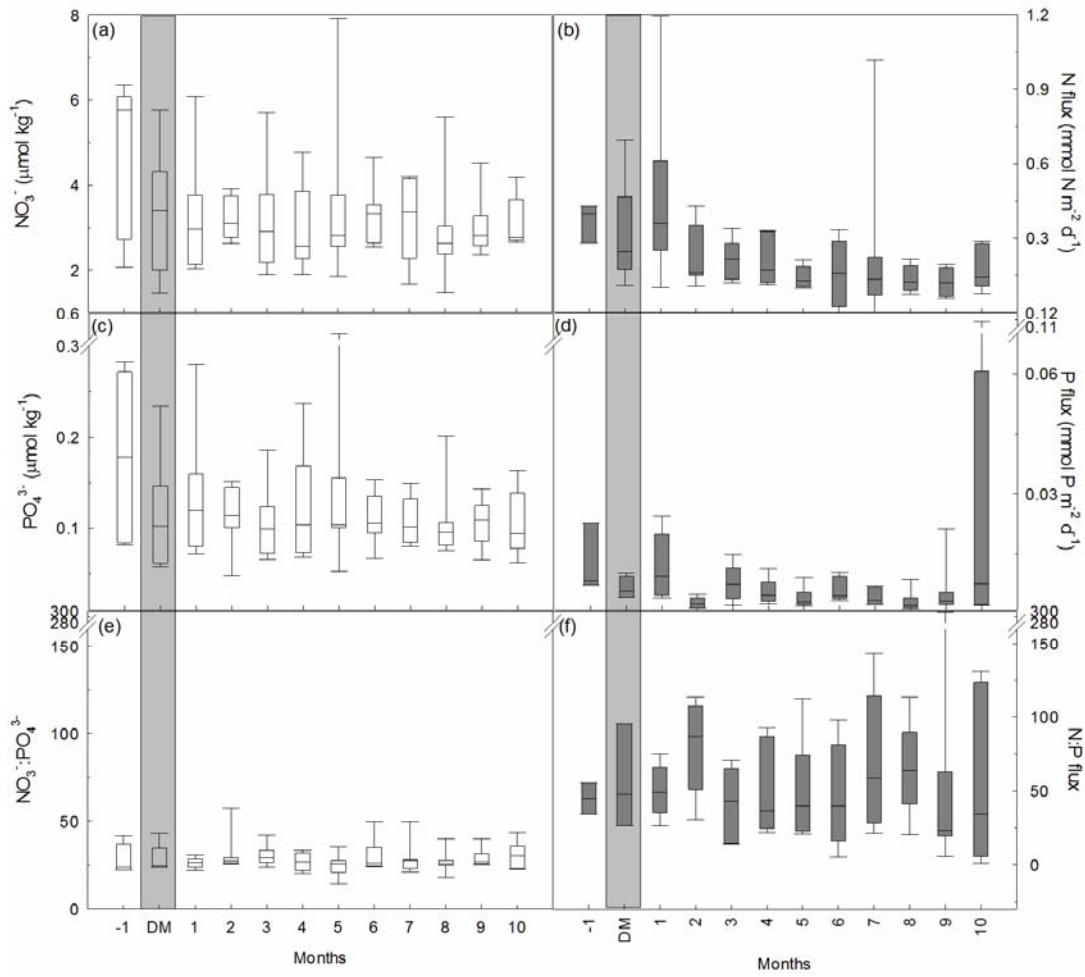 (a)
8
6
4
2
0.6
NO₃⁻ (μmol kg⁻¹)
(b)
1.2
0.9
0.6
0.3
0.12
N flux (mmol N m⁻² d⁻¹)
(c)
0.3
0.2
0.1
300
PO₄³⁻ (μmol kg⁻¹)
(d)
0.11
0.06
0.03
300
P flux (mmol P m⁻² d⁻¹)
(e)
280
150
100
50
25
0
NO₃⁻:PO₄³⁻
(f)
280
150
100
50
0
N:P flux
-1 DM 1 2 3 4 5 6 7 8 9 10
Months
-1 DM 1 2 3 4 5 6 7 8 9 10
Months